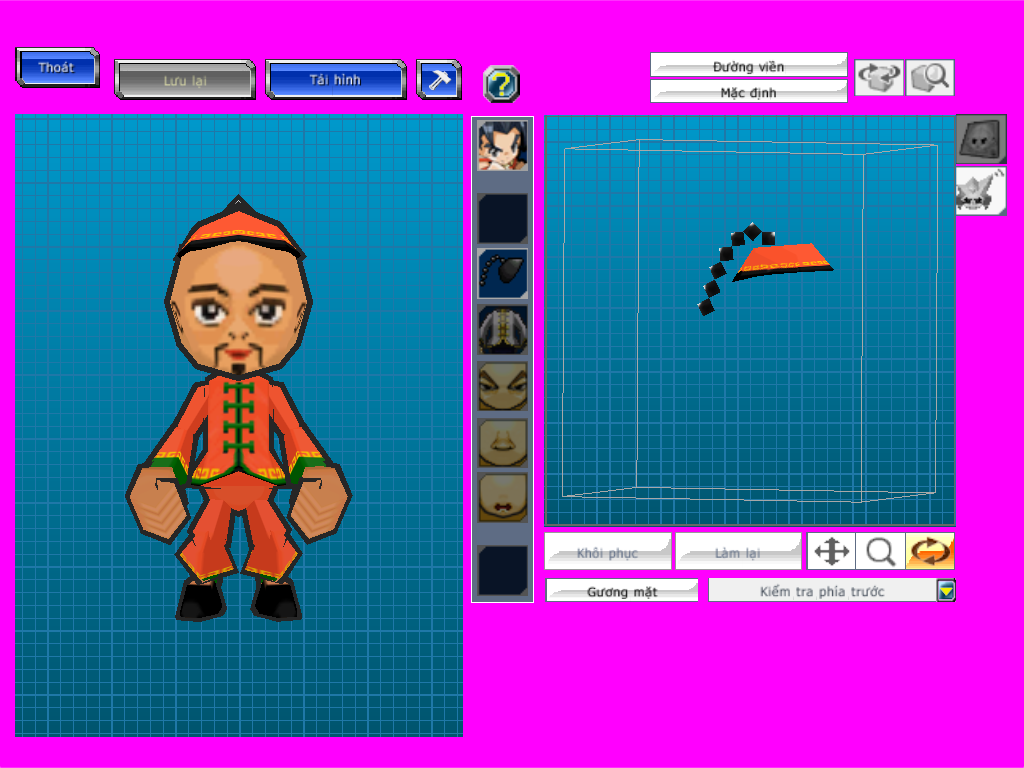 Thoát
Lưu lại
Tải hình
Đường viền
Mặc định
Khôi phục
Làm lại
Gương mặt
Kiểm tra phía trước